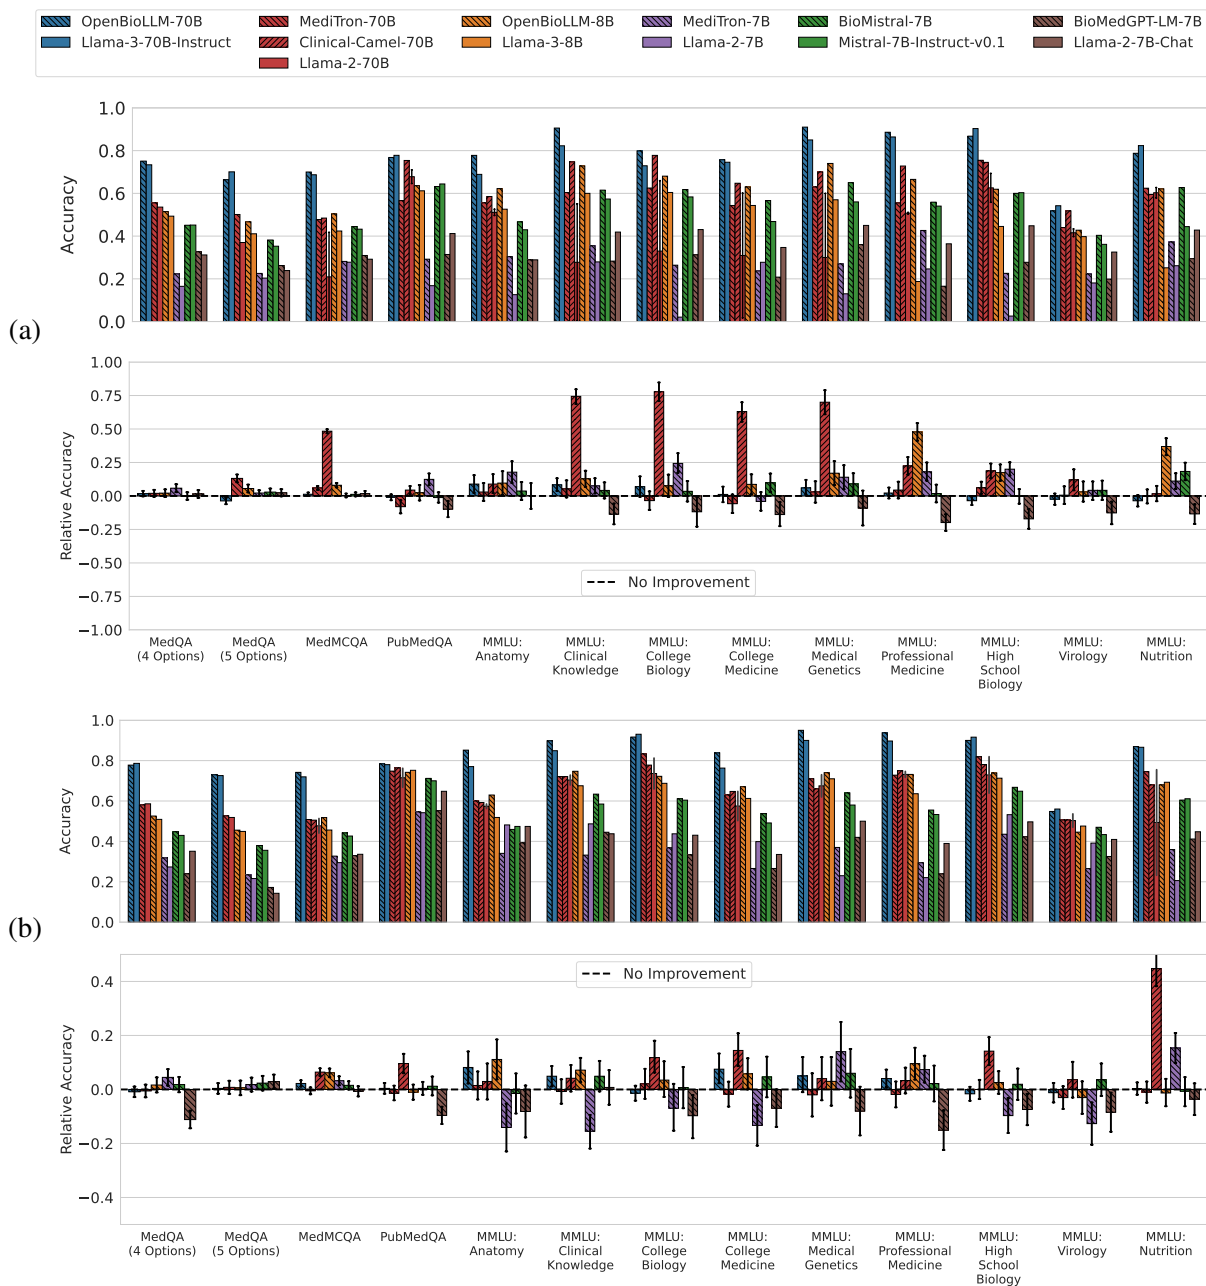 OpenBioLLM-70B MediTron-70B OpenBioLLM-8B MediTron-7B BioMistral-7B BioMedGPT-LM-7B
Llama-3-70B-Instruct Clinical-Camel-70B Llama-3-8B Llama-2-7B Mistral-7B-Instruct-v0.1 Llama-2-7B-Chat
Llama-2-70B
(a)
Accuracy
1.0
0.8
0.6
0.4
0.2
0.0
Relative Accuracy
1.00
0.75
0.50
0.25
0.00
−0.25
−0.50
−0.75
−1.00
No Improvement
MedQA
(4 Options)
MedQA
(5 Options)
MedMCQA
PubMedQA
MMLU:
Anatomy
MMLU:
Clinical
Knowledge
MMLU:
College
Biology
MMLU:
College
Medicine
MMLU:
Medical
Genetics
MMLU:
Professional
Medicine
MMLU:
High
School
Biology
MMLU:
Virology
MMLU:
Nutrition
(b)
Accuracy
1.0
0.8
0.6
0.4
0.2
0.0
Relative Accuracy
0.4
0.2
0.0
−0.2
−0.4
No Improvement
MedQA
(4 Options)
MedQA
(5 Options)
MedMCQA
PubMedQA
MMLU:
Anatomy
MMLU:
Clinical
Knowledge
MMLU:
College
Biology
MMLU:
College
Medicine
MMLU:
Medical
Genetics
MMLU:
Professional
Medicine
MMLU:
High
School
Biology
MMLU:
Virology
MMLU:
Nutrition